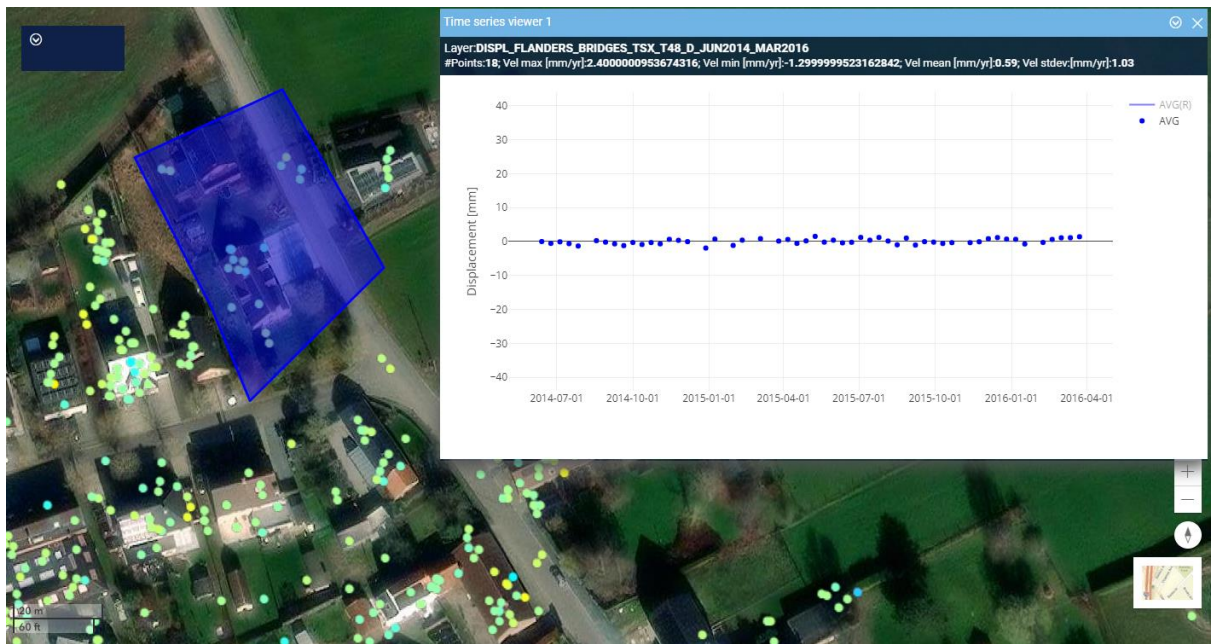 Time series viewer 1
Layer:DISPL_FLANDERS_BRIDGES_TSX_T48_D_JUN2014_MAR2016
#Points:18; Vel max [mm/yr]:2.4000000953674316; Vel min [mm/yr]:-1.2999999523162842; Vel mean [mm/yr]:0.59; Vel stdev:[mm/yr]:1.03
40
30
20
10
0
−10
−20
−30
−40
Displacement [mm]
AVG(R)
AVG
2014-07-01 2014-10-01 2015-01-01 2015-04-01 2015-07-01 2015-10-01 2016-01-01 2016-04-01
20 m
60 ft